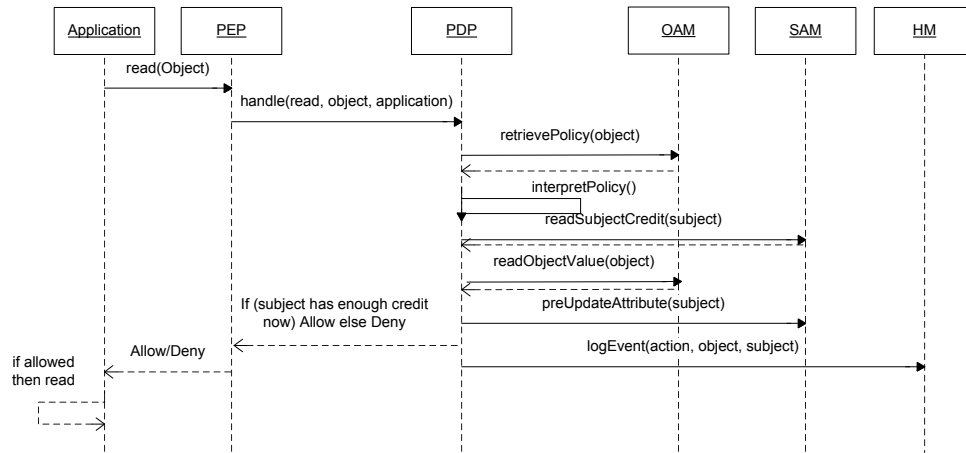 Application
PEP
PDP
OAM
SAM
HM
read(Object)
handle(read, object, application)
retrievePolicy(object)
interpretPolicy()
readSubjectCredit(subject)
readObjectValue(object)
preUpdateAttribute(subject)
If (subject has enough credit
now) Allow else Deny
logEvent(action, object, subject)
Allow/Deny
if allowed
then read